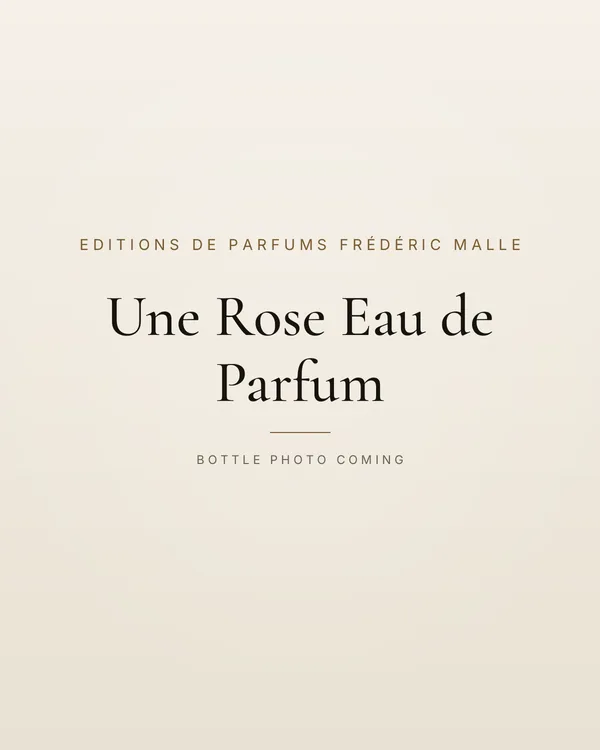 EDITIONS DE PARFUMS FRÉDÉRIC MALLE
Une Rose Eau de
Parfum
BOTTLE PHOTO COMING